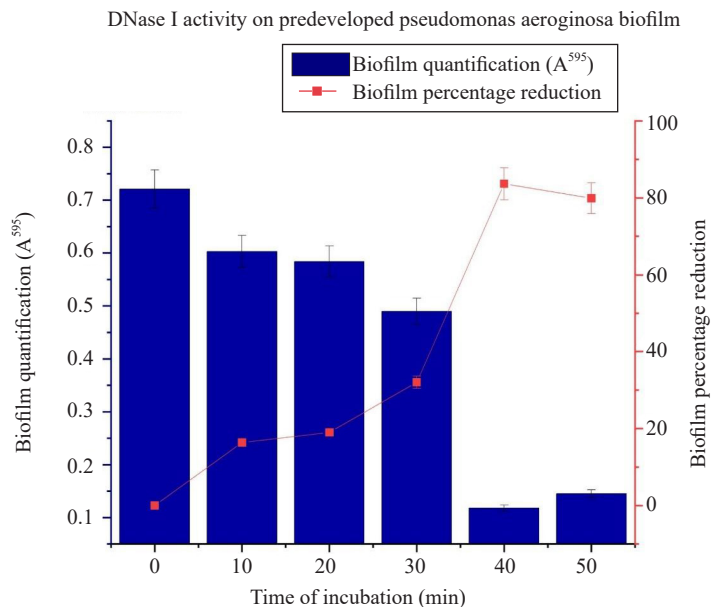 DNase I activity on predeveloped pseudomonas aeroginosa biofilm
Biofilm quantification (A^595)
Biofilm percentage reduction
Biofilm quantification (A^595)
0.8
0.7
0.6
0.5
0.4
0.3
0.2
0.1
100
80
60
40
20
0
Biofilm percentage reduction
0 10 20 30 40 50
Time of incubation (min)